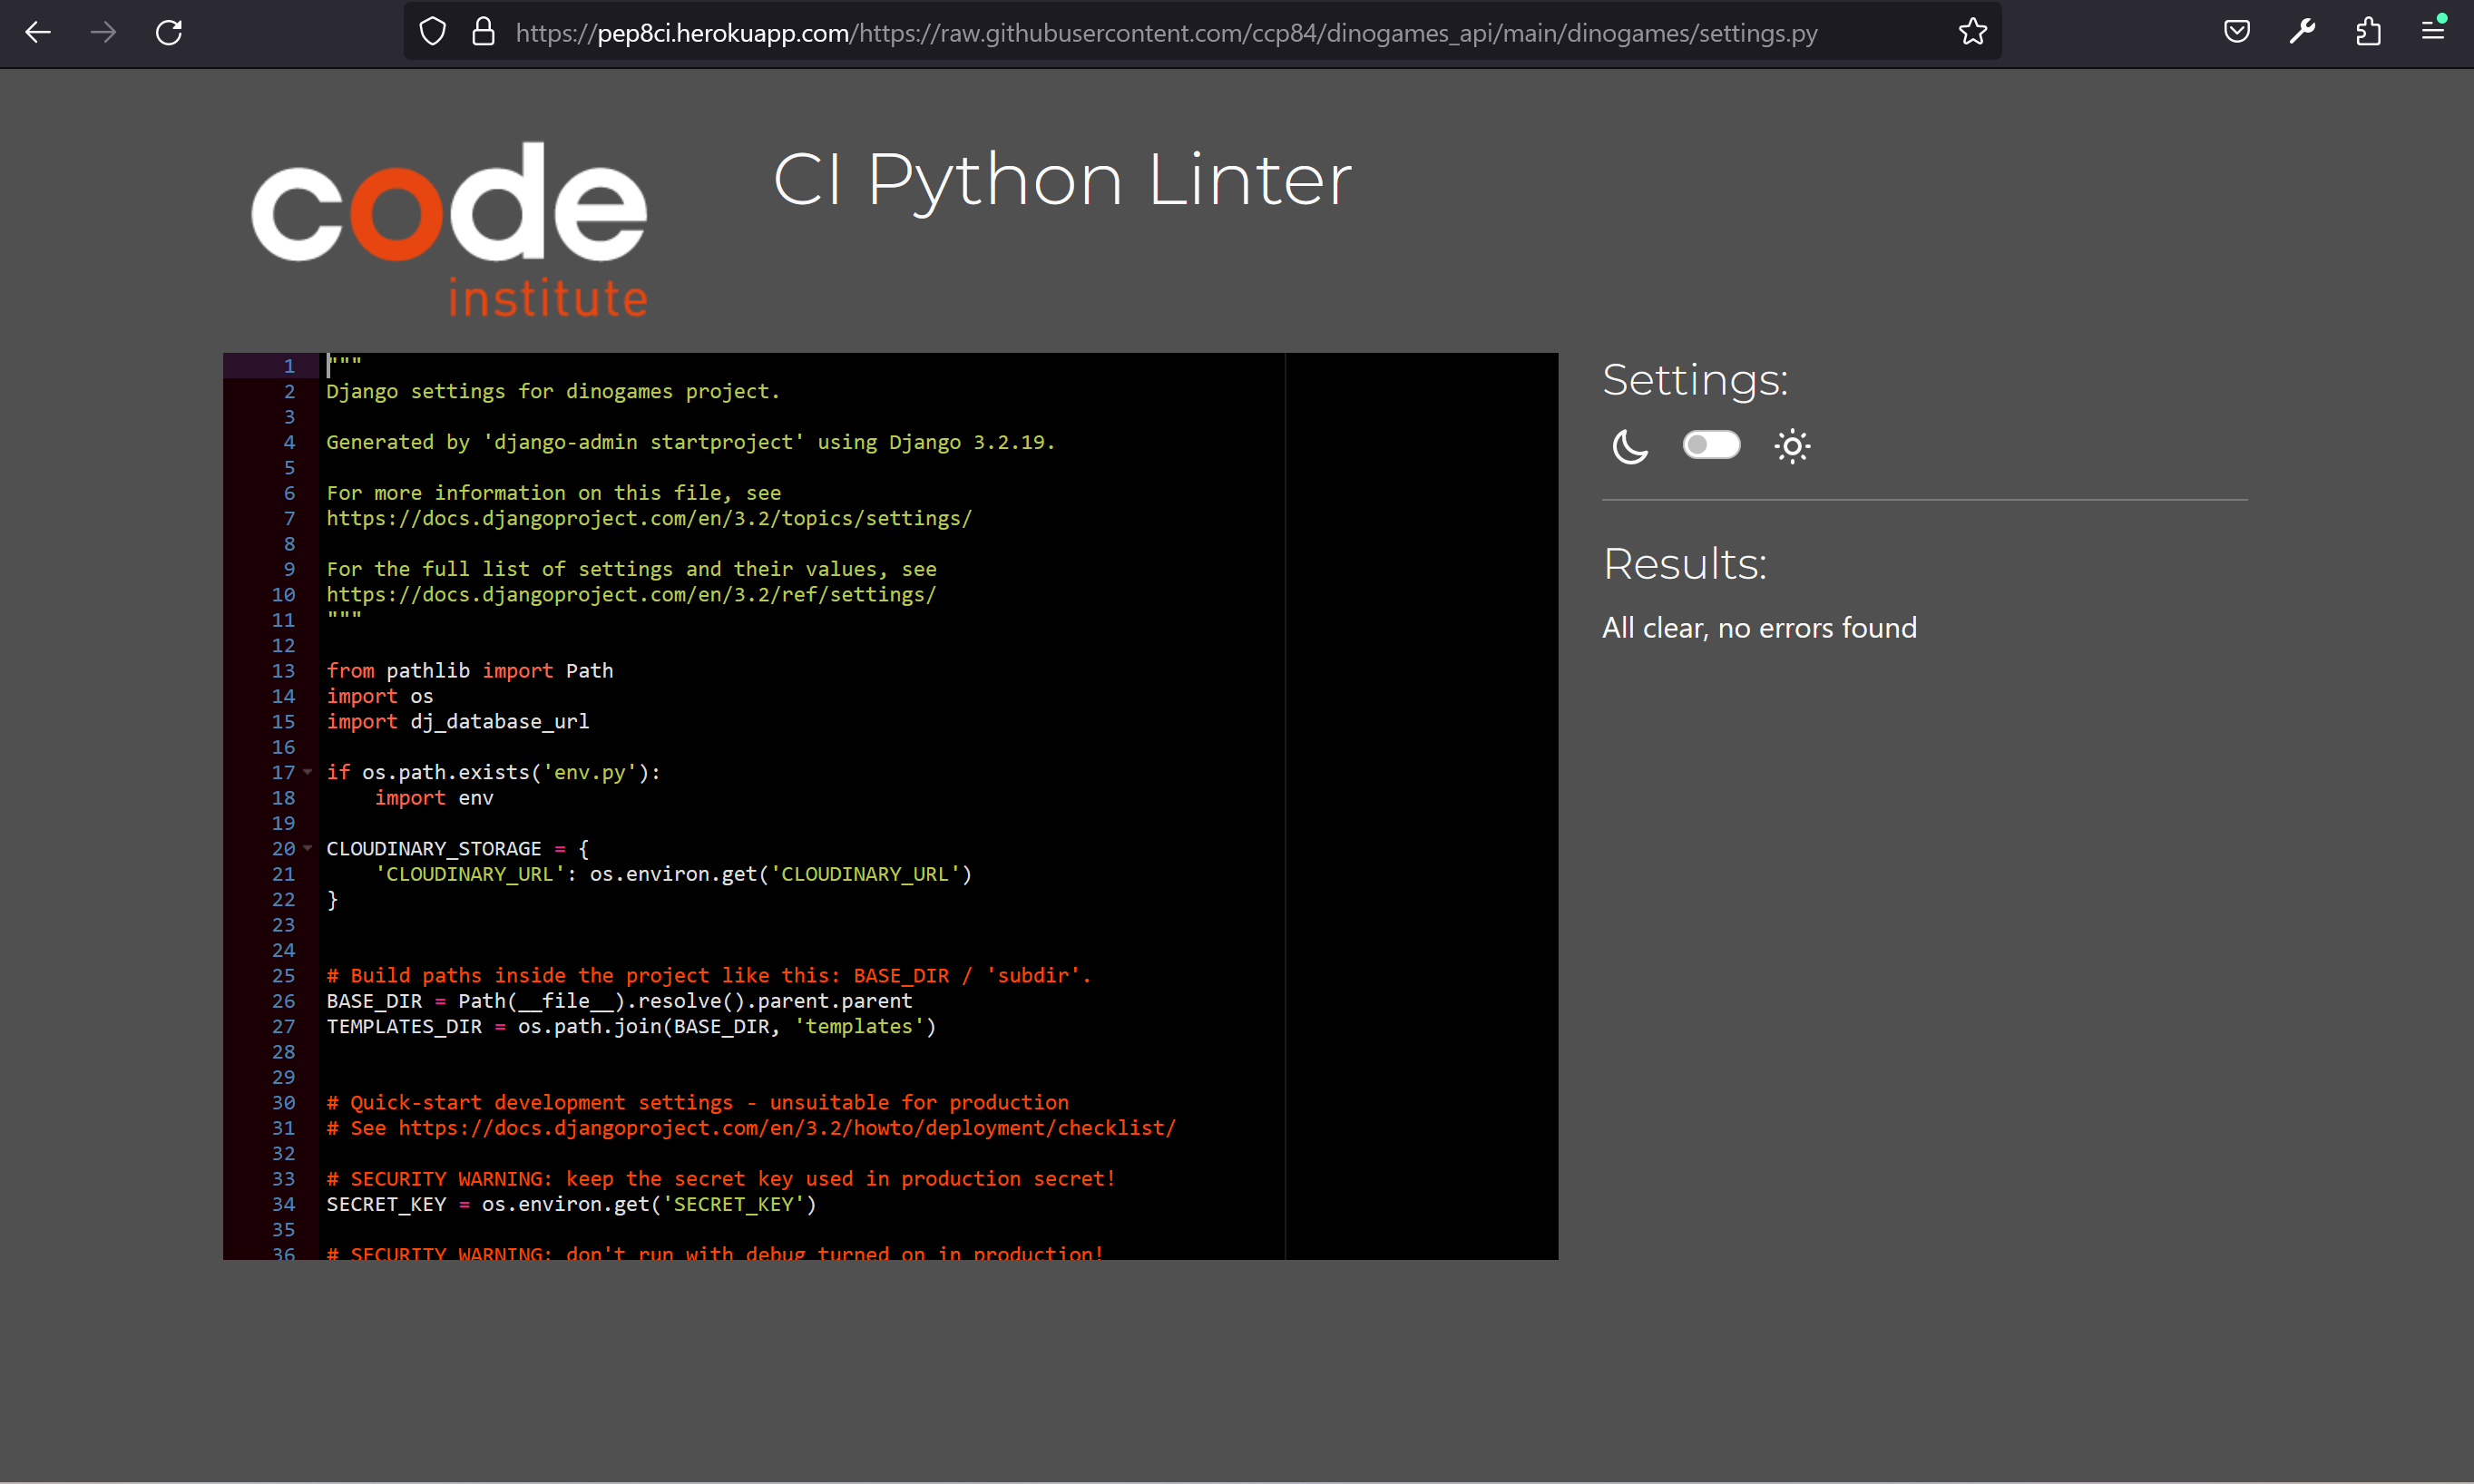 https://pep8ci.herokuapp.com/https://raw.githubusercontent.com/ccp84/dinogames_api/main/dinogames/settings.py
code
institute
CI Python Linter
1 """
2 Django settings for dinogames project.
3
4 Generated by 'django-admin startproject' using Django 3.2.19.
5
6 For more information on this file, see
7 https://docs.djangoproject.com/en/3.2/topics/settings/
8
9 For the full list of settings and their values, see
10 https://docs.djangoproject.com/en/3.2/ref/settings/
11 """
12
13 from pathlib import Path
14 import os
15 import dj_database_url
16
17 if os.path.exists('env.py'):
18     import env
19
20 CLOUDINARY_STORAGE = {
21     'CLOUDINARY_URL': os.environ.get('CLOUDINARY_URL')
22 }
23
24
25 # Build paths inside the project like this: BASE_DIR / 'subdir'.
26 BASE_DIR = Path(__file__).resolve().parent.parent
27 TEMPLATES_DIR = os.path.join(BASE_DIR, 'templates')
28
29
30 # Quick-start development settings - unsuitable for production
31 # See https://docs.djangoproject.com/en/3.2/howto/deployment/checklist/
32
33 # SECURITY WARNING: keep the secret key used in production secret!
34 SECRET_KEY = os.environ.get('SECRET_KEY')
35
36 # SECURITY WARNING: don't run with debug turned on in production!
Settings:
Results:
All clear, no errors found